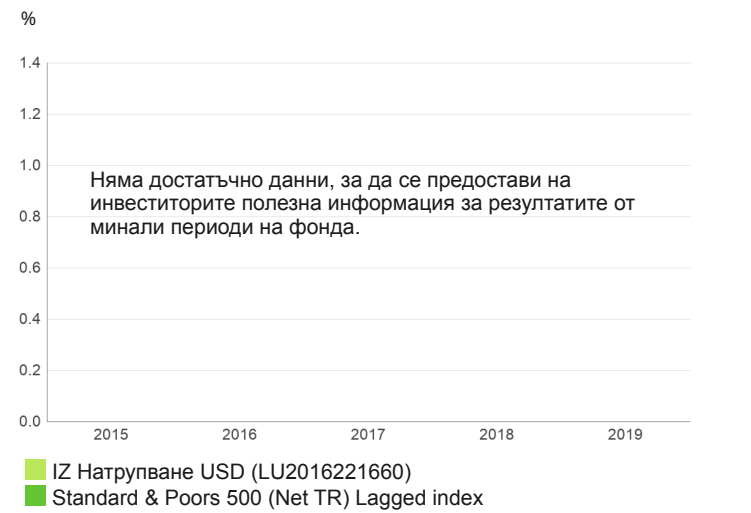 %
1.4
1.2
1.0
Няма достатъчно данни, за да се предостави на
инвеститорите полезна информация за резултатите от
0.8
минали периоди на фонда.
0.6
0.4
0.2
0.0
2015 2016 2017 2018 2019
IZ Натрупване USD (LU2016221660)
Standard & Poors 500 (Net TR) Lagged index